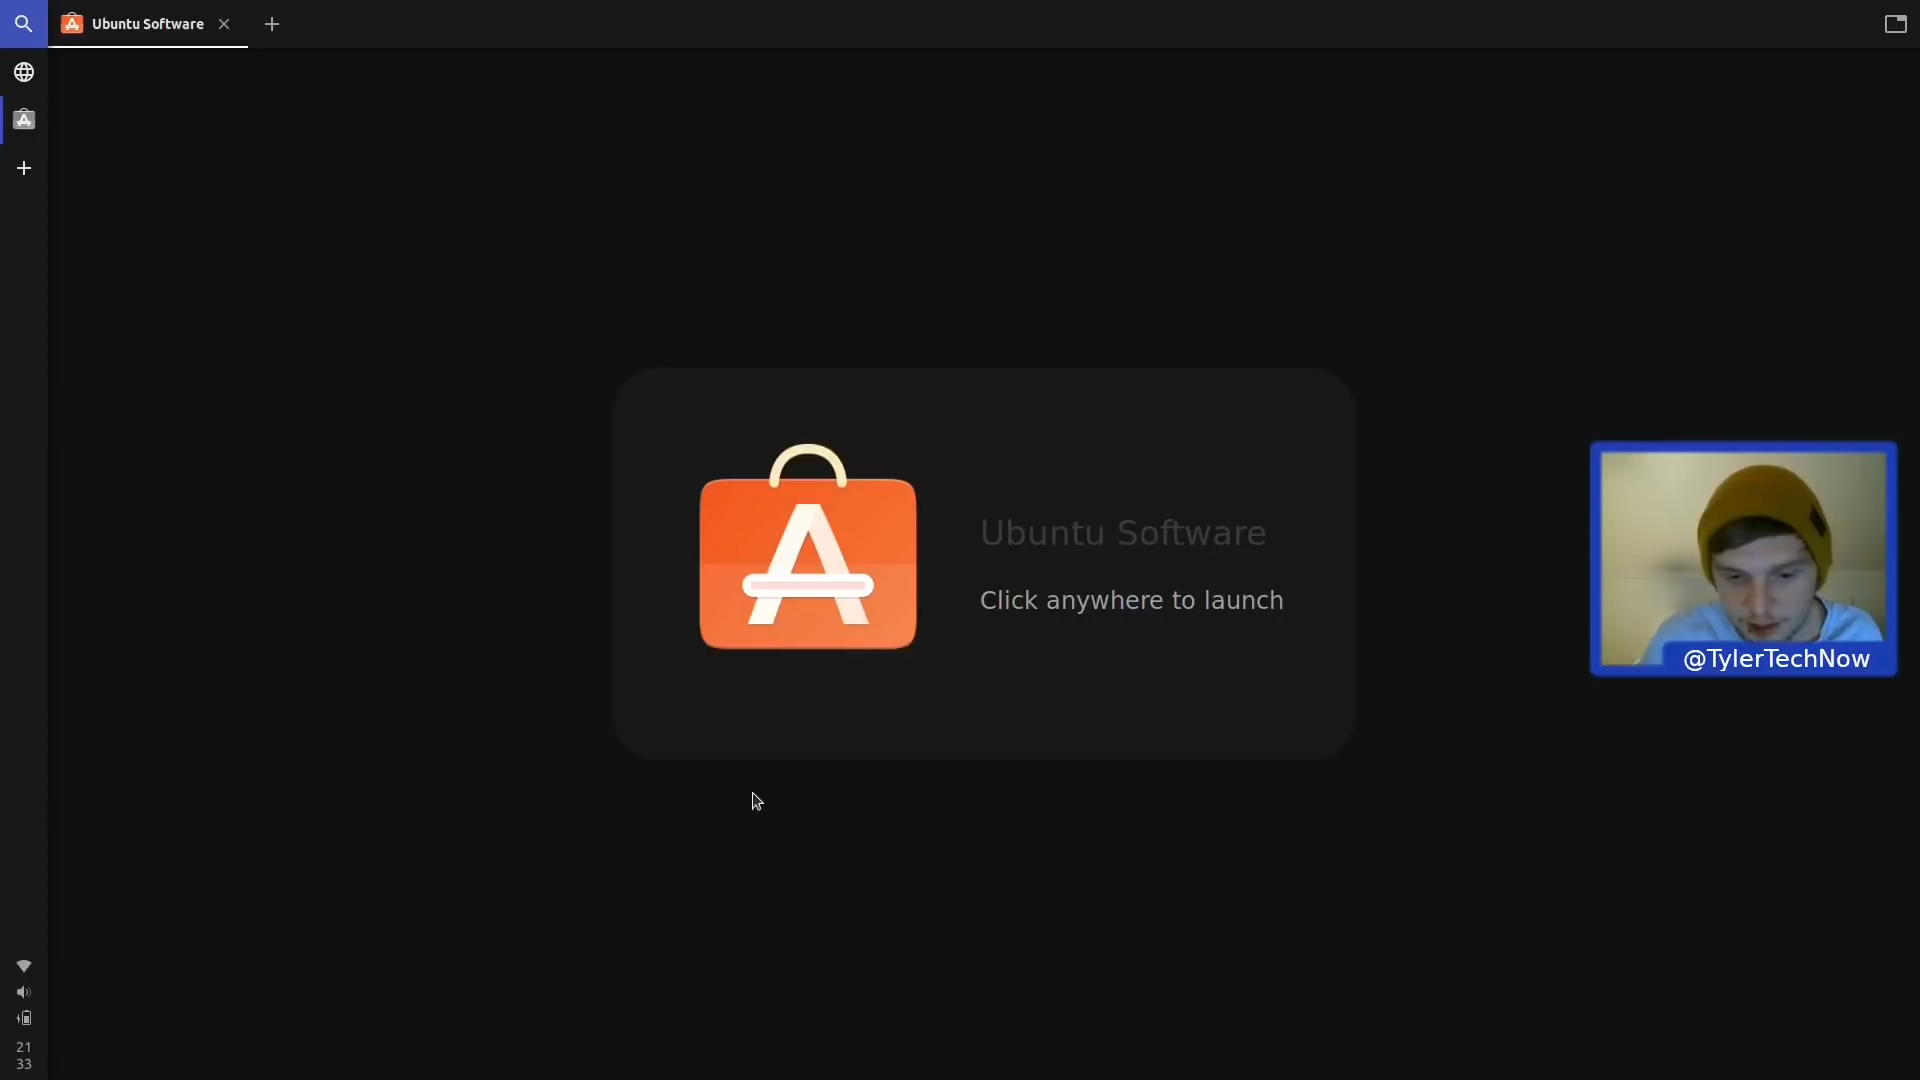 Ubuntu Software
Ubuntu Software
Click anywhere to launch
@TylerTechNow
21
33